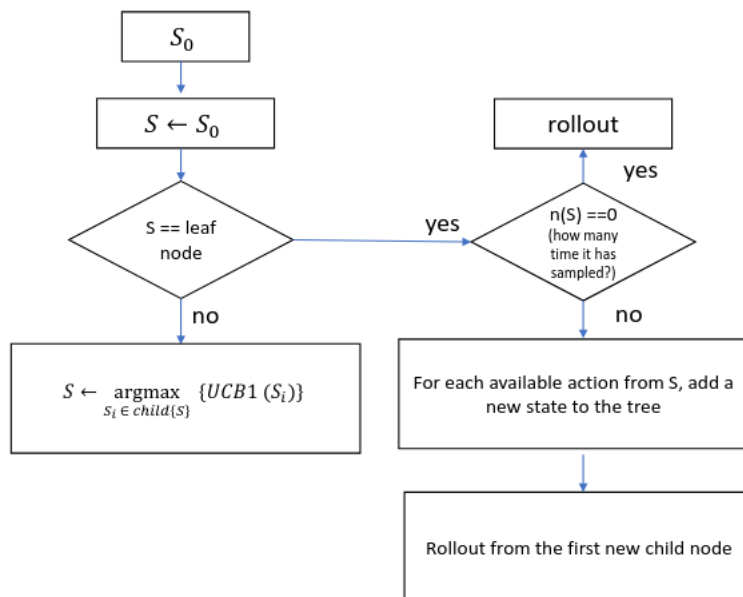 S₀
S ← S₀
rollout
yes
S == leaf
node
yes
n(S) ==0
(how many
time it has
sampled?)
no
no
S ← argmax {UCB1 (Sᵢ)}
Sᵢ ∈ child{S}
For each available action from S, add a
new state to the tree
Rollout from the first new child node